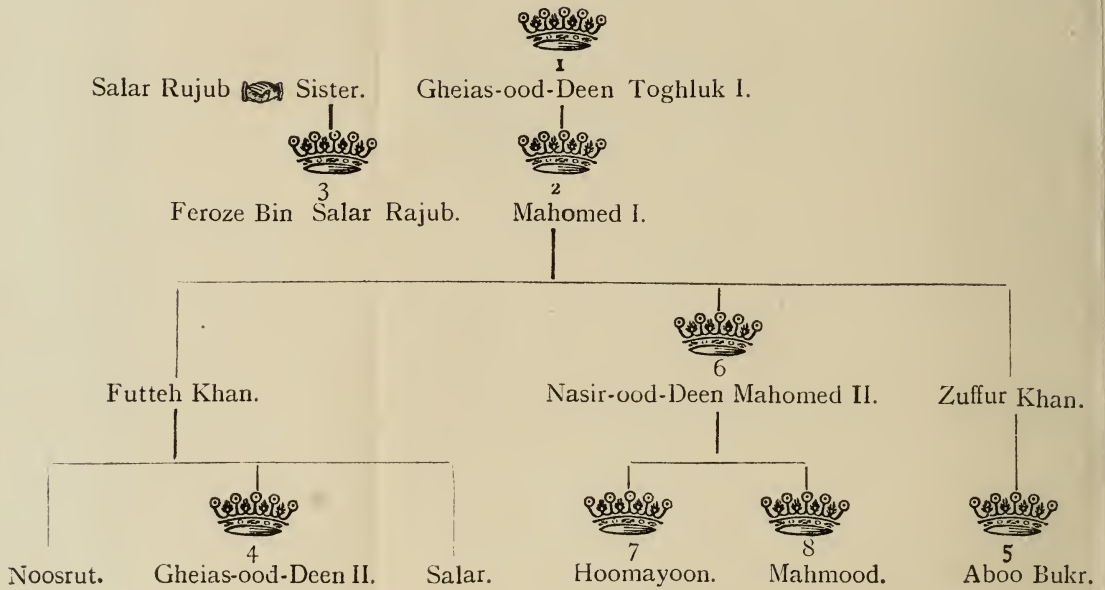 1
Salar Rujub Sister. Gheias-ood-Deen Toghluk I.
3 2
Feroze Bin Salar Rajub. Mahomed I.
6
Futteh Khan. Nasir-ood-Deen Mahomed II. Zuffur Khan.
4 7 8 5
Noosrut. Gheias-ood-Deen II. Salar. Hoomayoon. Mahmood. Aboo Bukr.